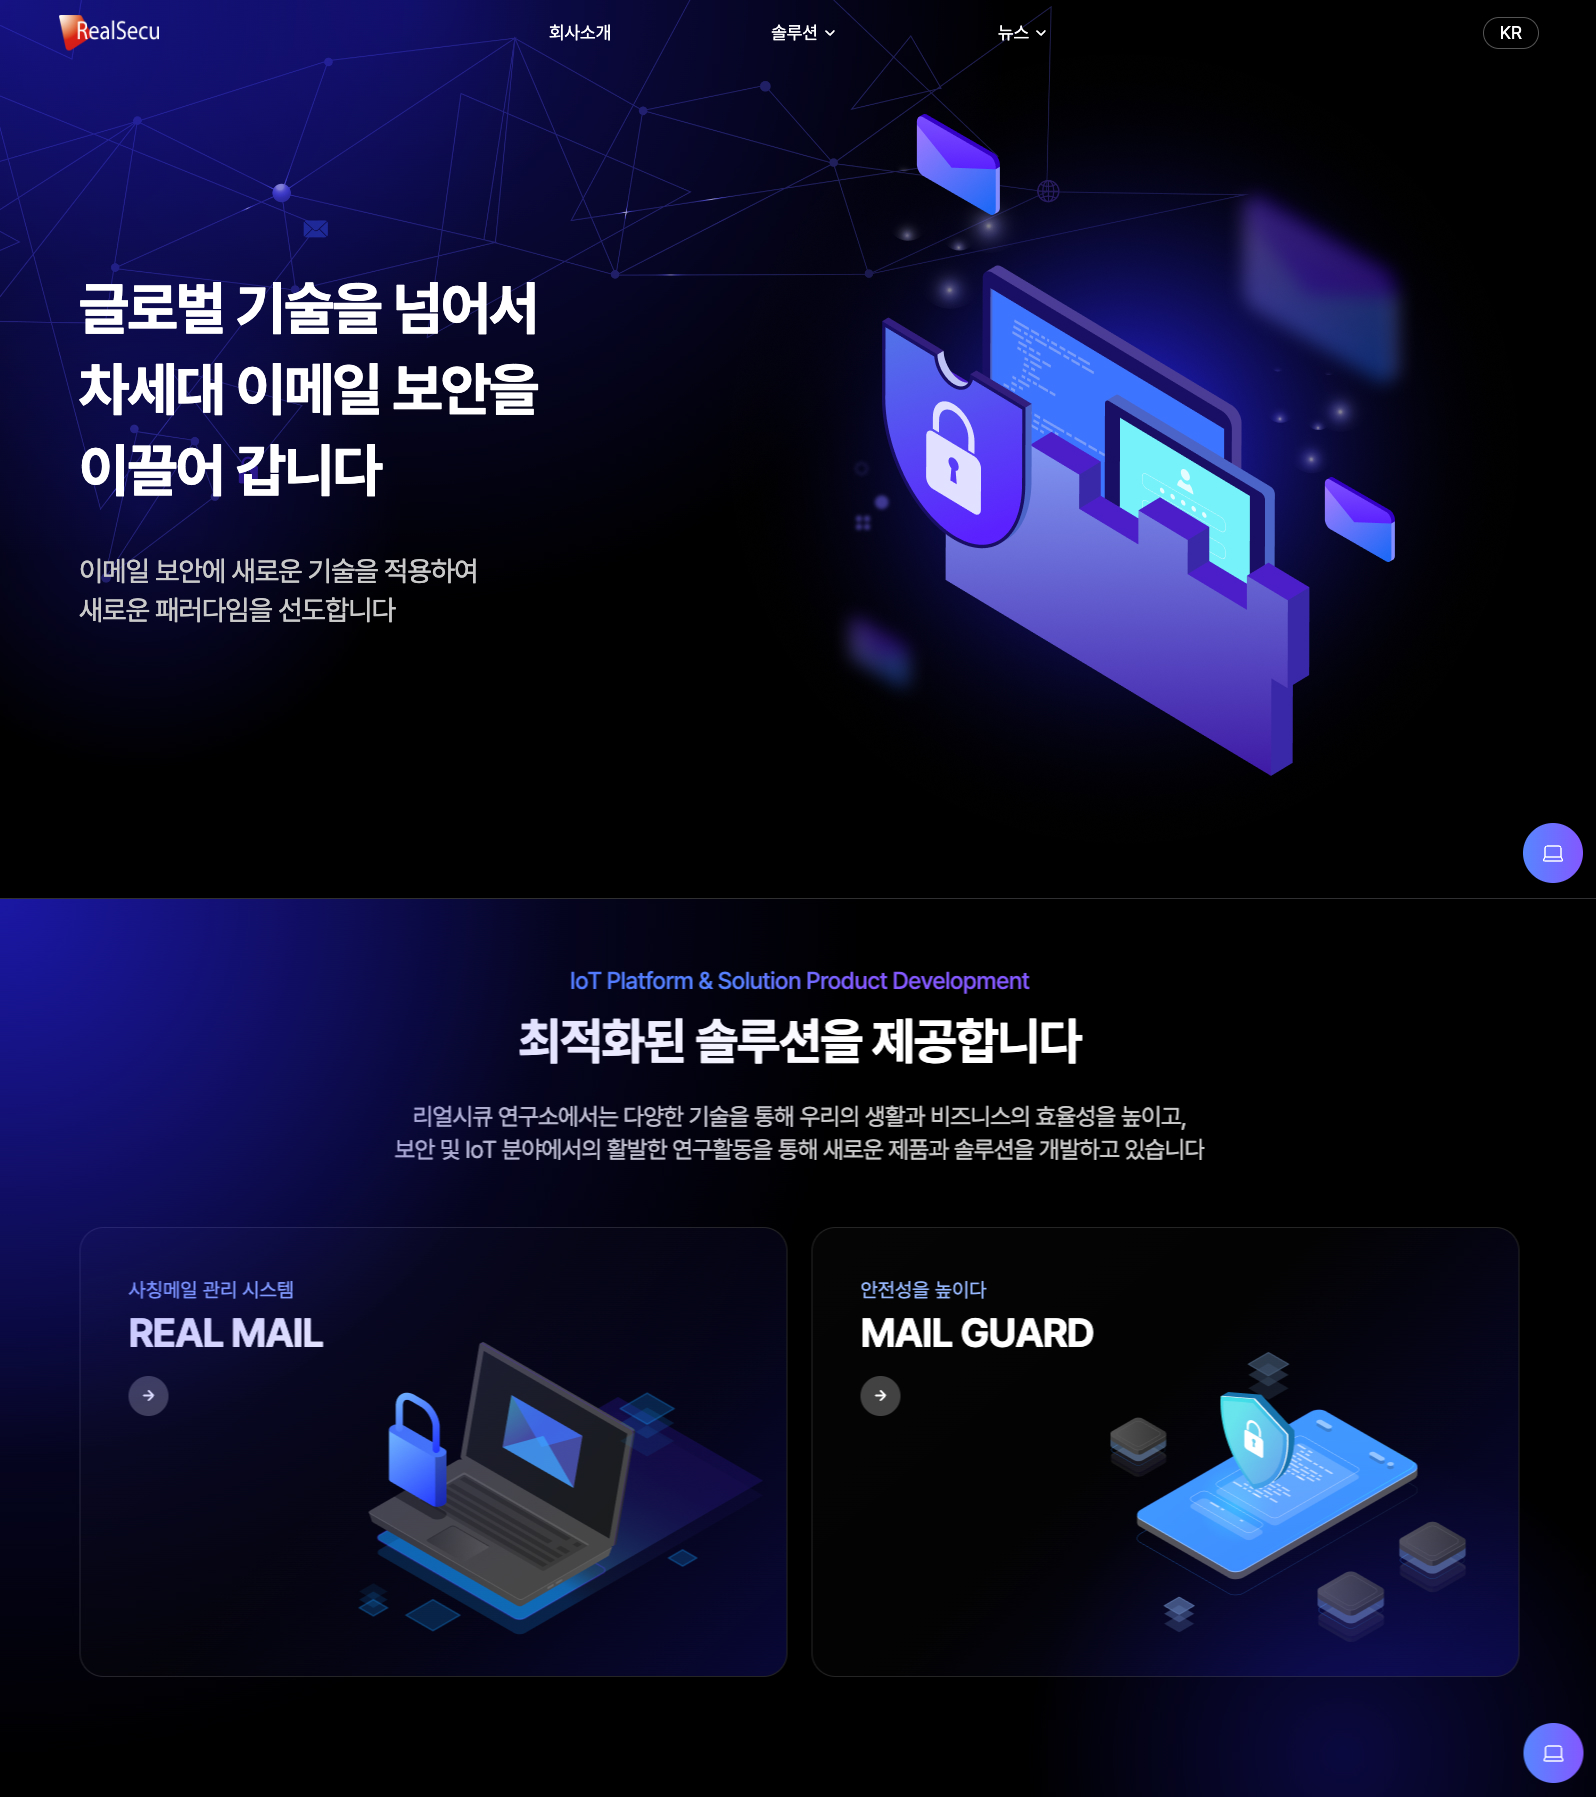 RealSecu
회사소개
솔루션
뉴스
KR
글로벌 기술을 넘어서
차세대 이메일 보안을
이끌어 갑니다
이메일 보안에 새로운 기술을 적용하여
새로운 패러다임을 선도합니다
IoT Platform & Solution Product Development
최적화된 솔루션을 제공합니다
리얼시큐 연구소에서는 다양한 기술을 통해 우리의 생활과 비즈니스의 효율성을 높이고,
보안 및 IoT 분야에서의 활발한 연구활동을 통해 새로운 제품과 솔루션을 개발하고 있습니다
사칭메일 관리 시스템
REAL MAIL
안전성을 높이다
MAIL GUARD